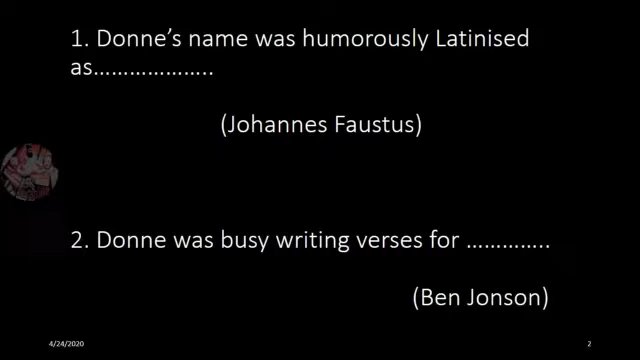 1. Donne's name was humorously Latinised
as………………..
(Johannes Faustus)
2. Donne was busy writing verses for …………..
(Ben Jonson)
4/24/2020
2